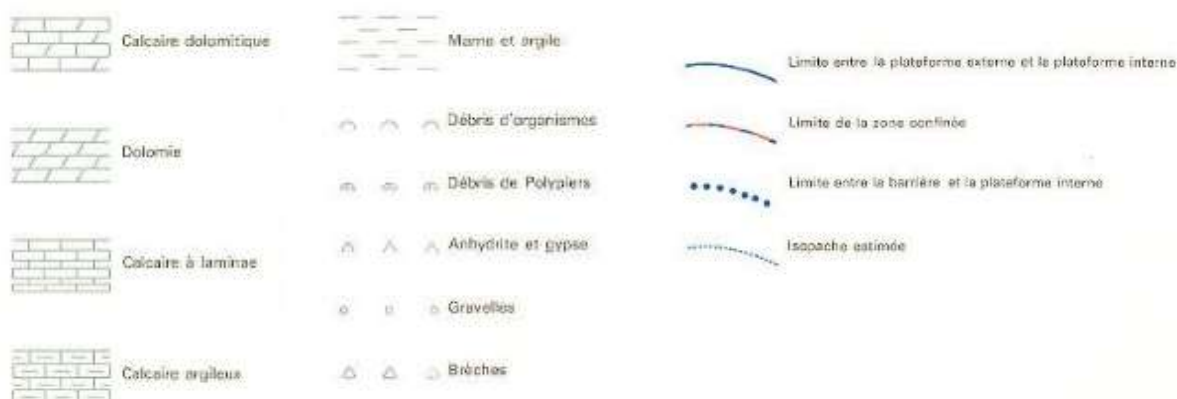 Calcaire dolomitique
Dolomie
Calcaire à laminae
Calcaire argileux
Marne et argile
Débris d'organismes
Débris de Polypiers
Anhydrite et gypse
Gravelles
Brèches
Limite entre la plateforme externe et la plateforme interne
Limite de la zone confinée
Limite entre la barrière et la plateforme interne
Isopache estimée